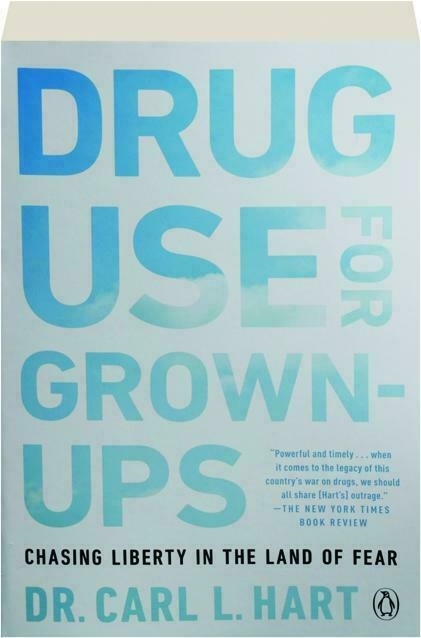 DRUG
USE FOR
GROWN-
UPS
"Powerful and timely . . . when
it comes to the legacy of this
country's war on drugs, we should
all share [Hart's] outrage."
—THE NEW YORK TIMES
BOOK REVIEW
CHASING LIBERTY IN THE LAND OF FEAR
DR. CARL L. HART